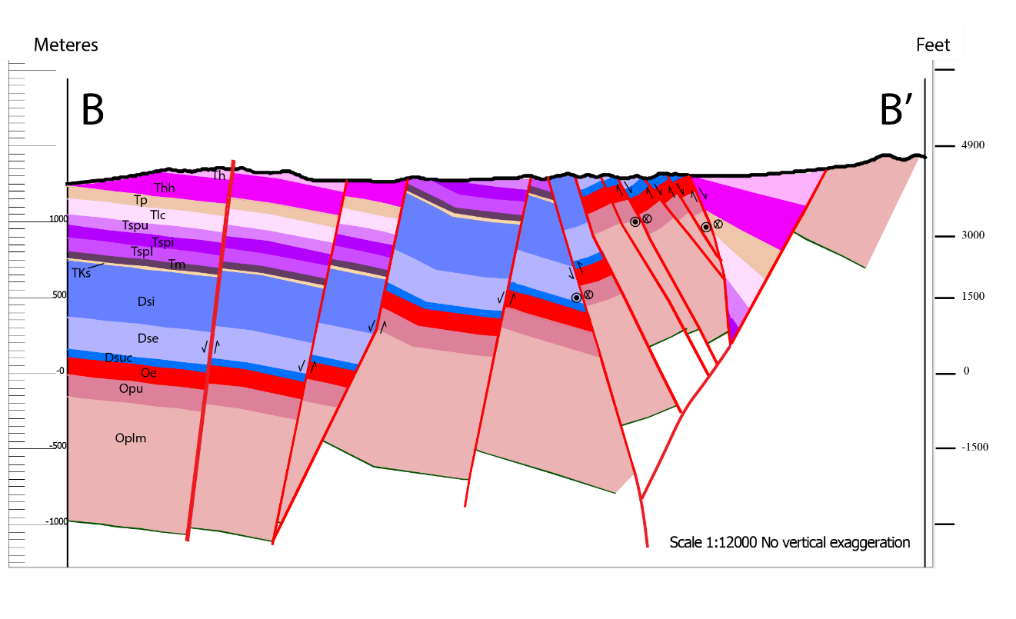 Meteres
Feet
B
B′
4900
Th
Thh
Tp
Tlc
1000
Tspu
3000
Tspi
Tspl
Tm
TKs
500
1500
Dsi
Dse
Dsuc
-0
Oe
0
Opu
Oplm
-500
-1500
-1000
Scale 1:12000 No vertical exaggeration